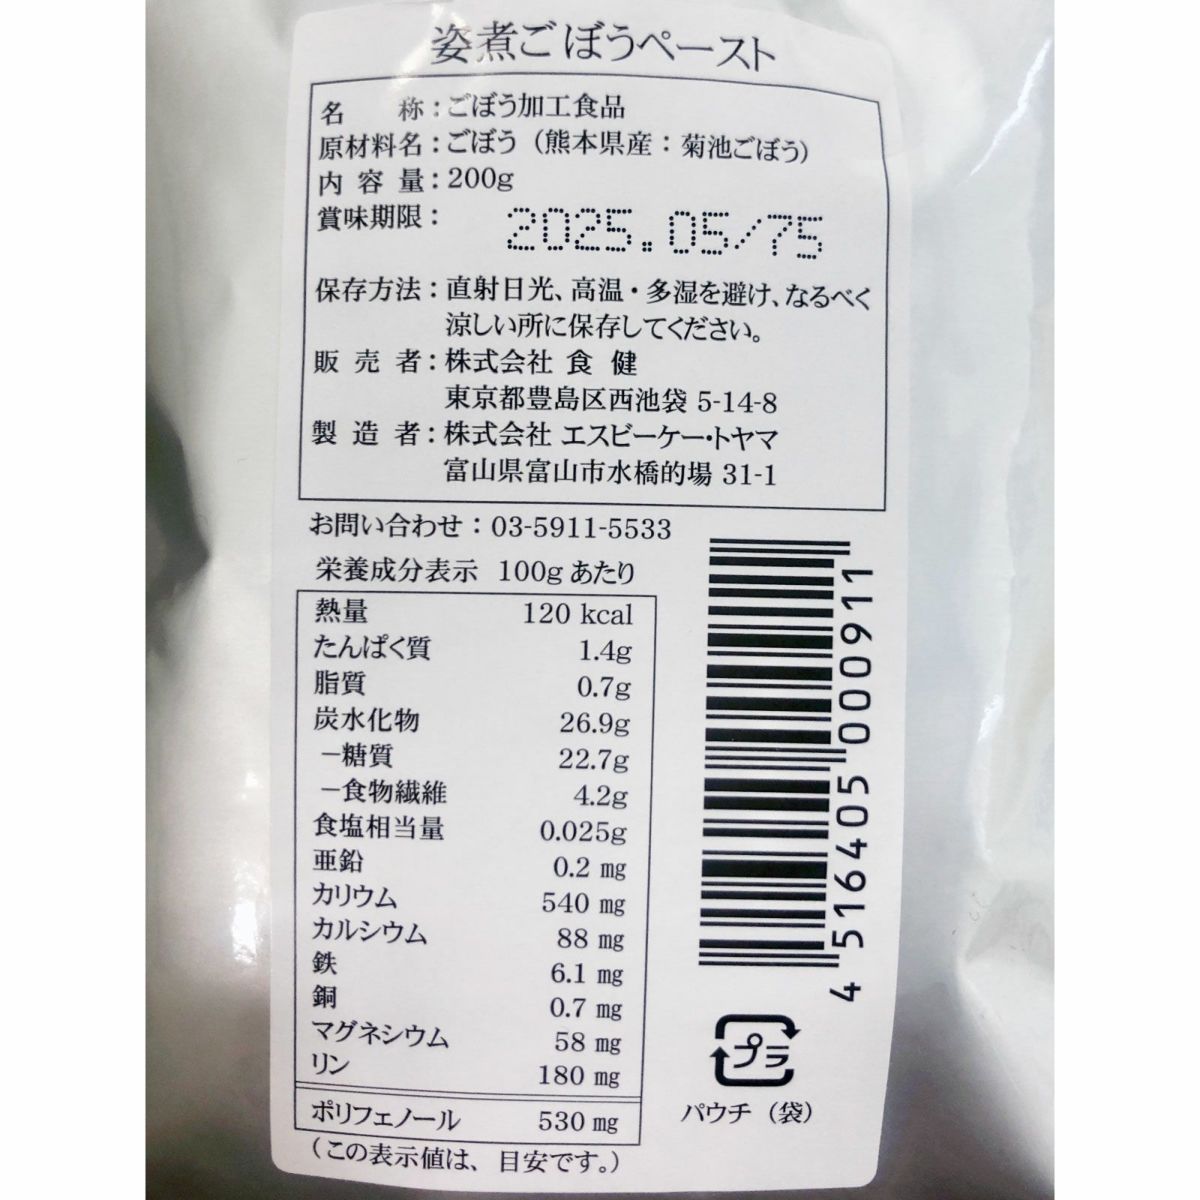 姿煮ごぼうペースト
名　称：ごぼう加工食品
原材料名：ごぼう（熊本県産：菊池ごぼう）
内容量：200g
賞味期限：2025.05/75
保存方法：直射日光、高温・多湿を避け、なるべく
涼しい所に保存してください。
販売者：株式会社 食 健
東京都豊島区西池袋 5-14-8
製造者：株式会社 エスビーケー・トヤマ
富山県富山市水橋的場 31-1
お問い合わせ：03-5911-5533
栄養成分表示 100g あたり
熱量 120 kcal
たんぱく質 1.4g
脂質 0.7g
炭水化物 26.9g
－糖質 22.7g
－食物繊維 4.2g
食塩相当量 0.025g
亜鉛 0.2 mg
カリウム 540 mg
カルシウム 88 mg
鉄 6.1 mg
銅 0.7 mg
マグネシウム 58 mg
リン 180 mg
ポリフェノール 530 mg
（この表示値は、目安です。）
4 516405 000911
プラ
パウチ（袋）